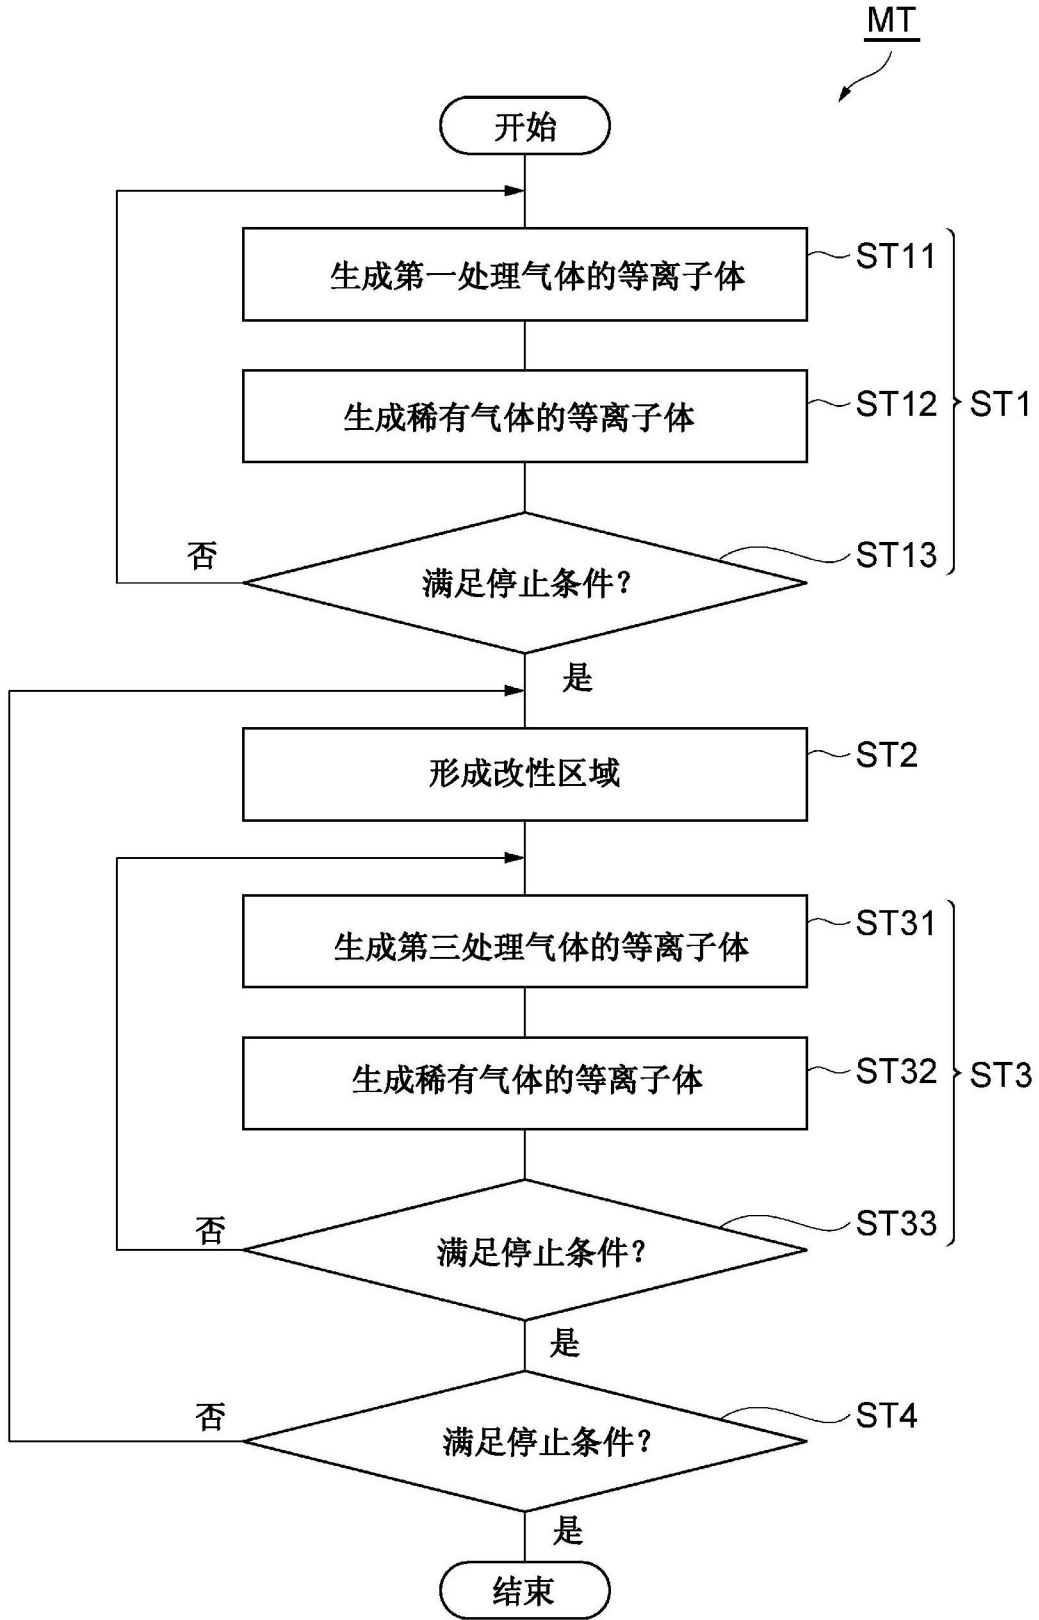 MT
开始
生成第一处理气体的等离子体
ST11
生成稀有气体的等离子体
ST12
ST1
满足停止条件?
ST13
否
是
形成改性区域
ST2
生成第三处理气体的等离子体
ST31
生成稀有气体的等离子体
ST32
ST3
满足停止条件?
ST33
否
是
满足停止条件?
ST4
否
是
结束